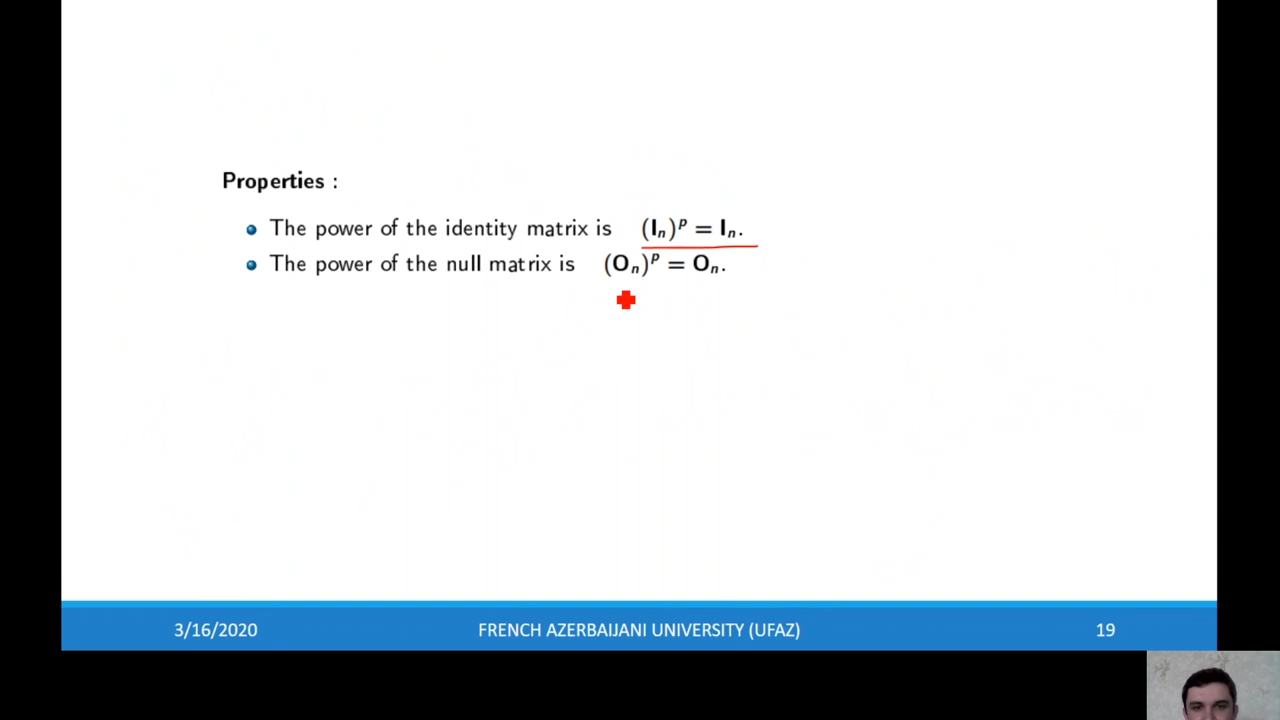 Properties :
The power of the identity matrix is (Iₙ)ᵖ = Iₙ.
The power of the null matrix is (Oₙ)ᵖ = Oₙ.
3/16/2020 FRENCH AZERBAIJANI UNIVERSITY (UFAZ) 19